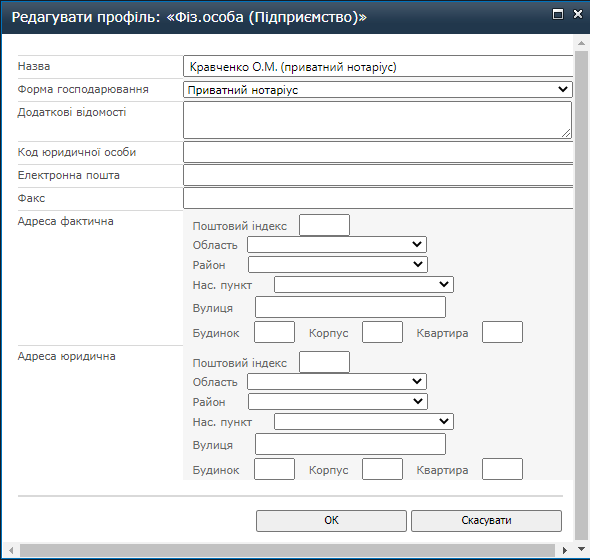 Редагувати профіль: «Фіз.особа (Підприємство)»
Назва Кравченко О.М. (приватний нотаріус)
Форма господарювання Приватний нотаріус
Додаткові відомості
Код юридичної особи
Електронна пошта
Факс
Адреса фактична
Поштовий індекс
Область
Район
Нас. пункт
Вулиця
Будинок Корпус Квартира
Адреса юридична
Поштовий індекс
Область
Район
Нас. пункт
Вулиця
Будинок Корпус Квартира
ОК Скасувати